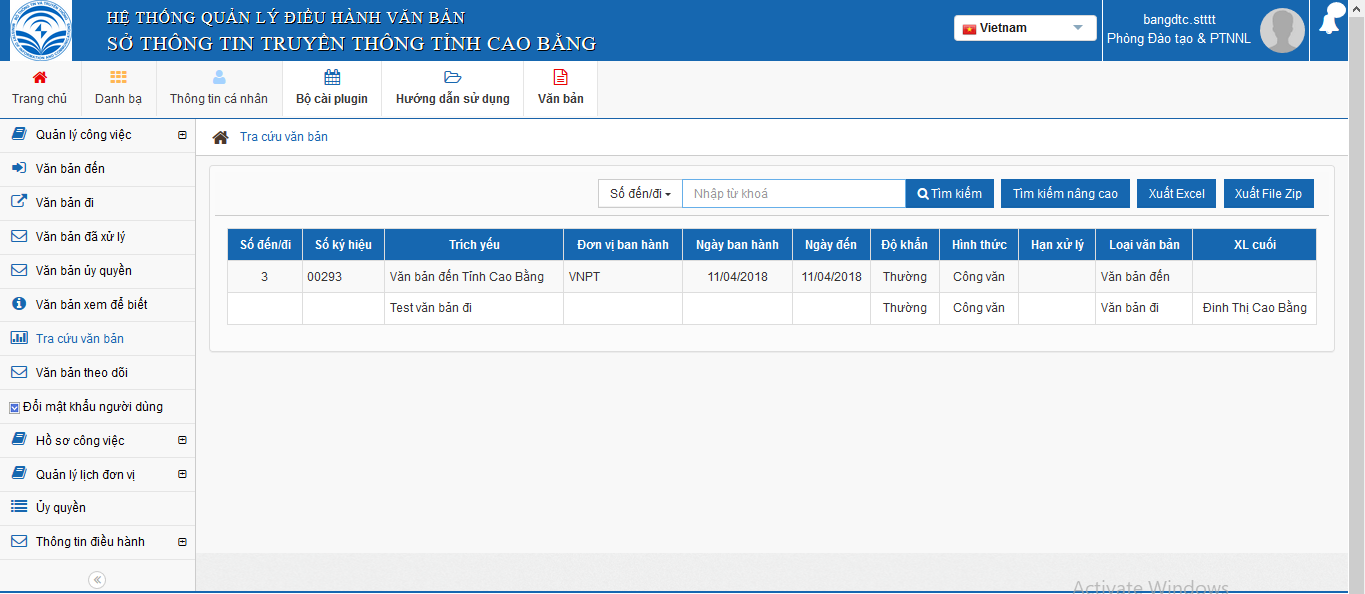 HỆ THỐNG QUẢN LÝ ĐIỀU HÀNH VĂN BẢN
SỞ THÔNG TIN TRUYỀN THÔNG TỈNH CAO BẰNG
Vietnam
bangdtc.stttt
Phòng Đào tạo & PTNNL
Trang chủ Danh bạ Thông tin cá nhân Bộ cài plugin Hướng dẫn sử dụng Văn bản
Quản lý công việc
Văn bản đến
Văn bản đi
Văn bản đã xử lý
Văn bản ủy quyền
Văn bản xem để biết
Tra cứu văn bản
Văn bản theo dõi
Đổi mật khẩu người dùng
Hồ sơ công việc
Quản lý lịch đơn vị
Ủy quyền
Thông tin điều hành
Tra cứu văn bản
Số đến/đi Nhập từ khoá Tìm kiếm Tìm kiếm nâng cao Xuất Excel Xuất File Zip
Số đến/đi Số ký hiệu Trích yếu Đơn vị ban hành Ngày ban hành Ngày đến Độ khẩn Hình thức Hạn xử lý Loại văn bản XL cuối
3 00293 Văn bản đến Tỉnh Cao Bằng VNPT 11/04/2018 11/04/2018 Thường Công văn Văn bản đến
Test văn bản đi Thường Công văn Văn bản đi Đinh Thị Cao Bằng
Activate Windows